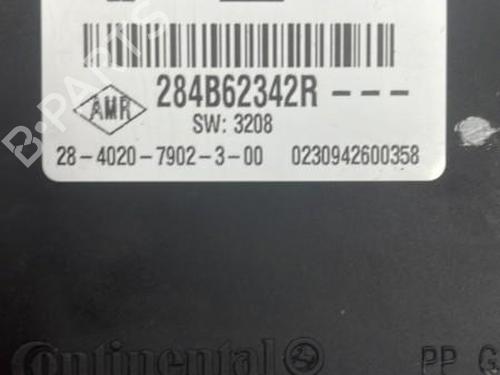 AMR
284B62342R---
SW: 3208
28-4020-7902-3-00 0230942600358
B-PARTS
Continental
PP G